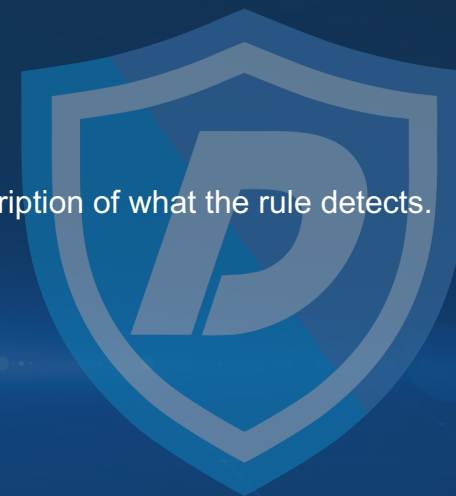 ription of what the rule detects.